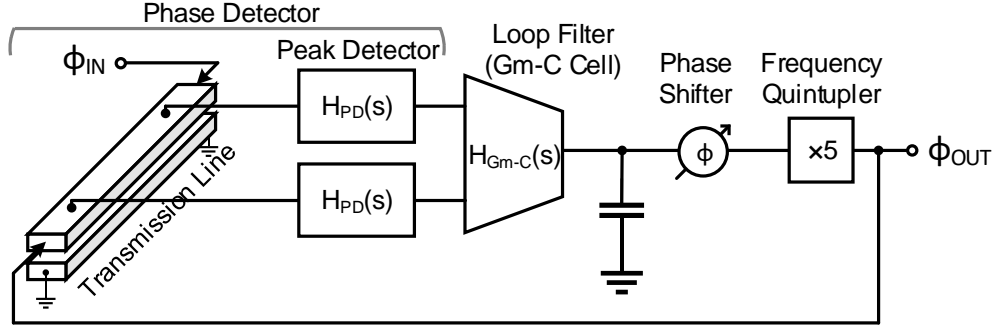 Phase Detector
Peak Detector
Loop Filter
(Gm-C Cell)
Phase
Shifter
Frequency
Quintupler
ϕIN
HPD(s)
HGm-C(s)
ϕ
×5
ϕOUT
HPD(s)
Transmission Line